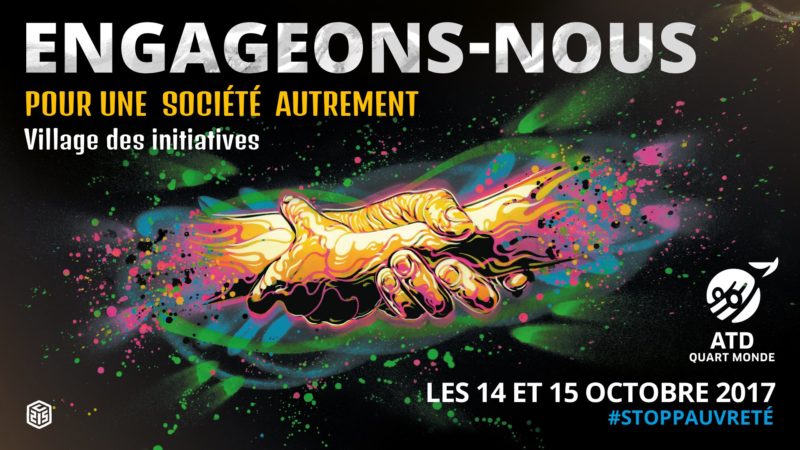 ENGAGEONS-NOUS
POUR UNE SOCIÉTÉ AUTREMENT
Village des initiatives
ATD
QUART MONDE
LES 14 ET 15 OCTOBRE 2017
#STOPPAUVRETÉ